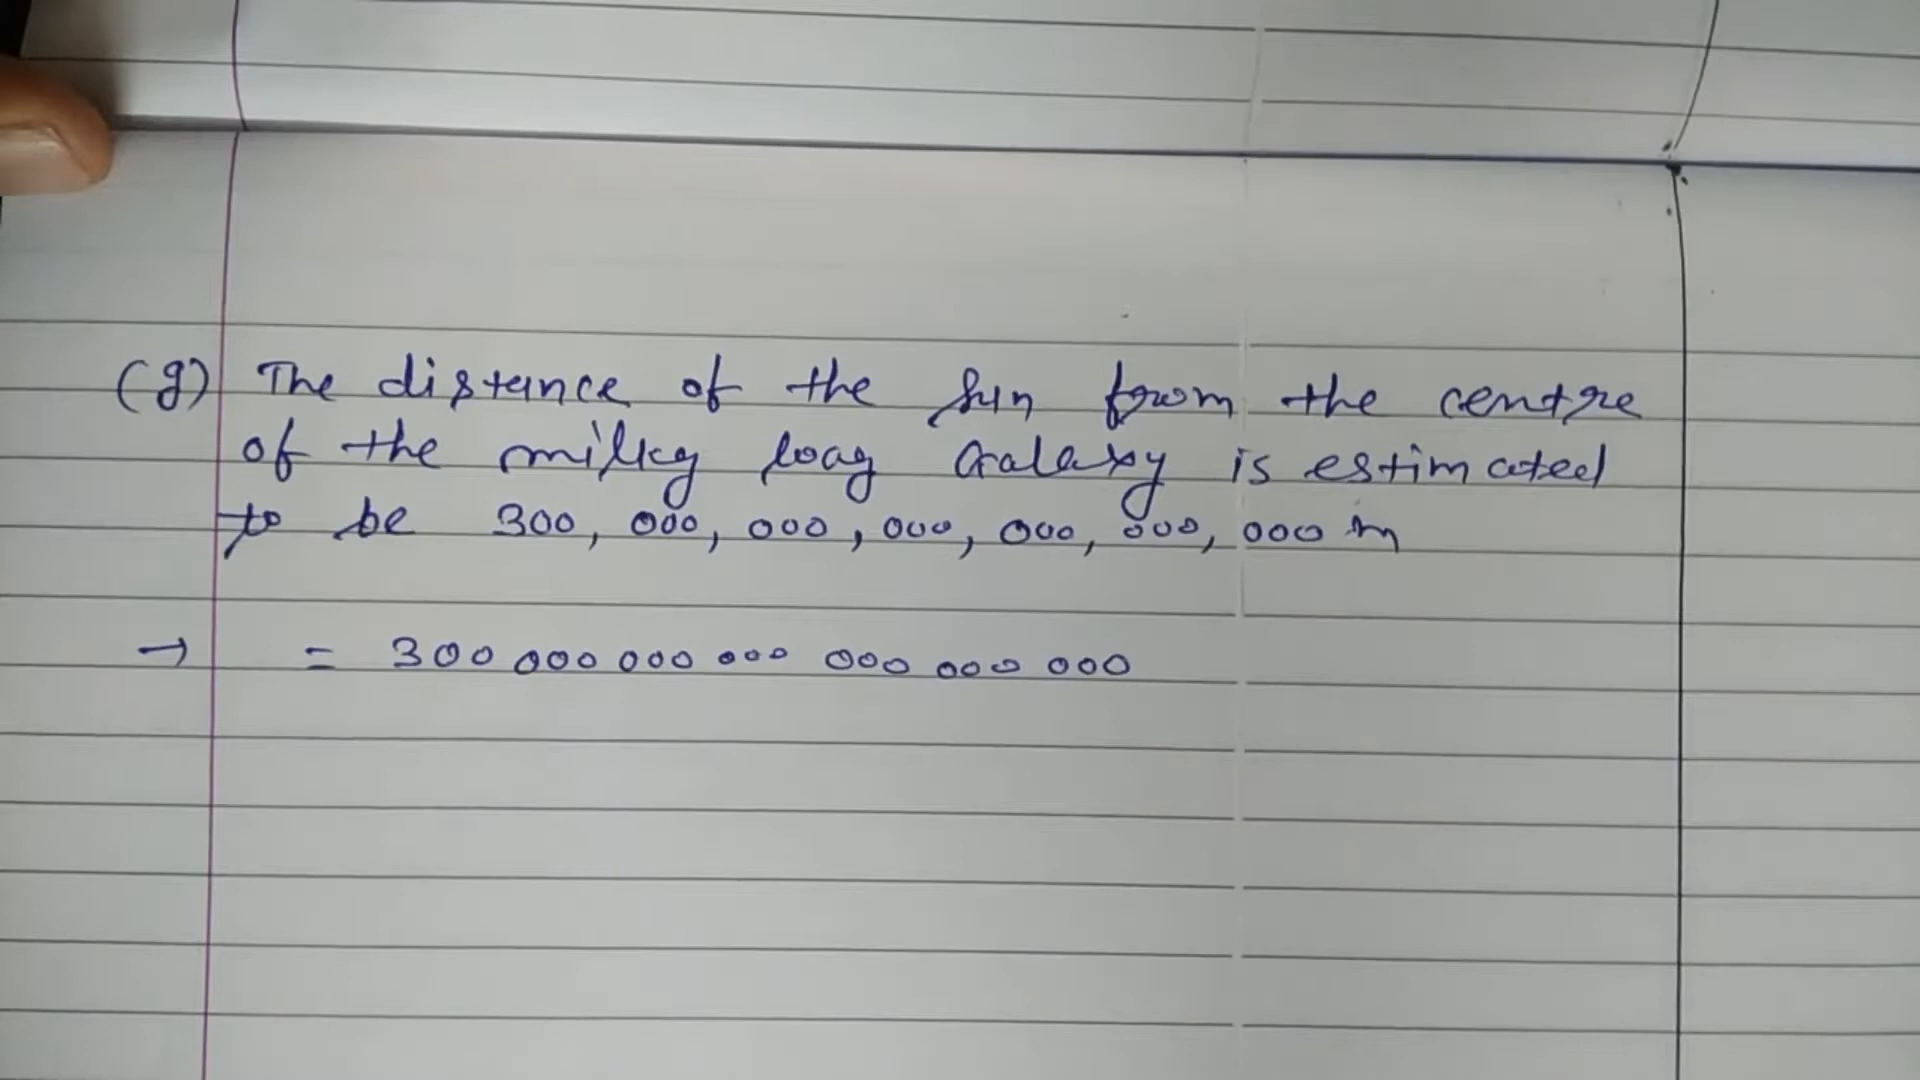 (g) The distance of the Sun from the centre
of the milky way Galaxy is estimated
to be 300, 000, 000, 000, 000, 000, 000 m
→ = 300 000 000 000 000 000 000